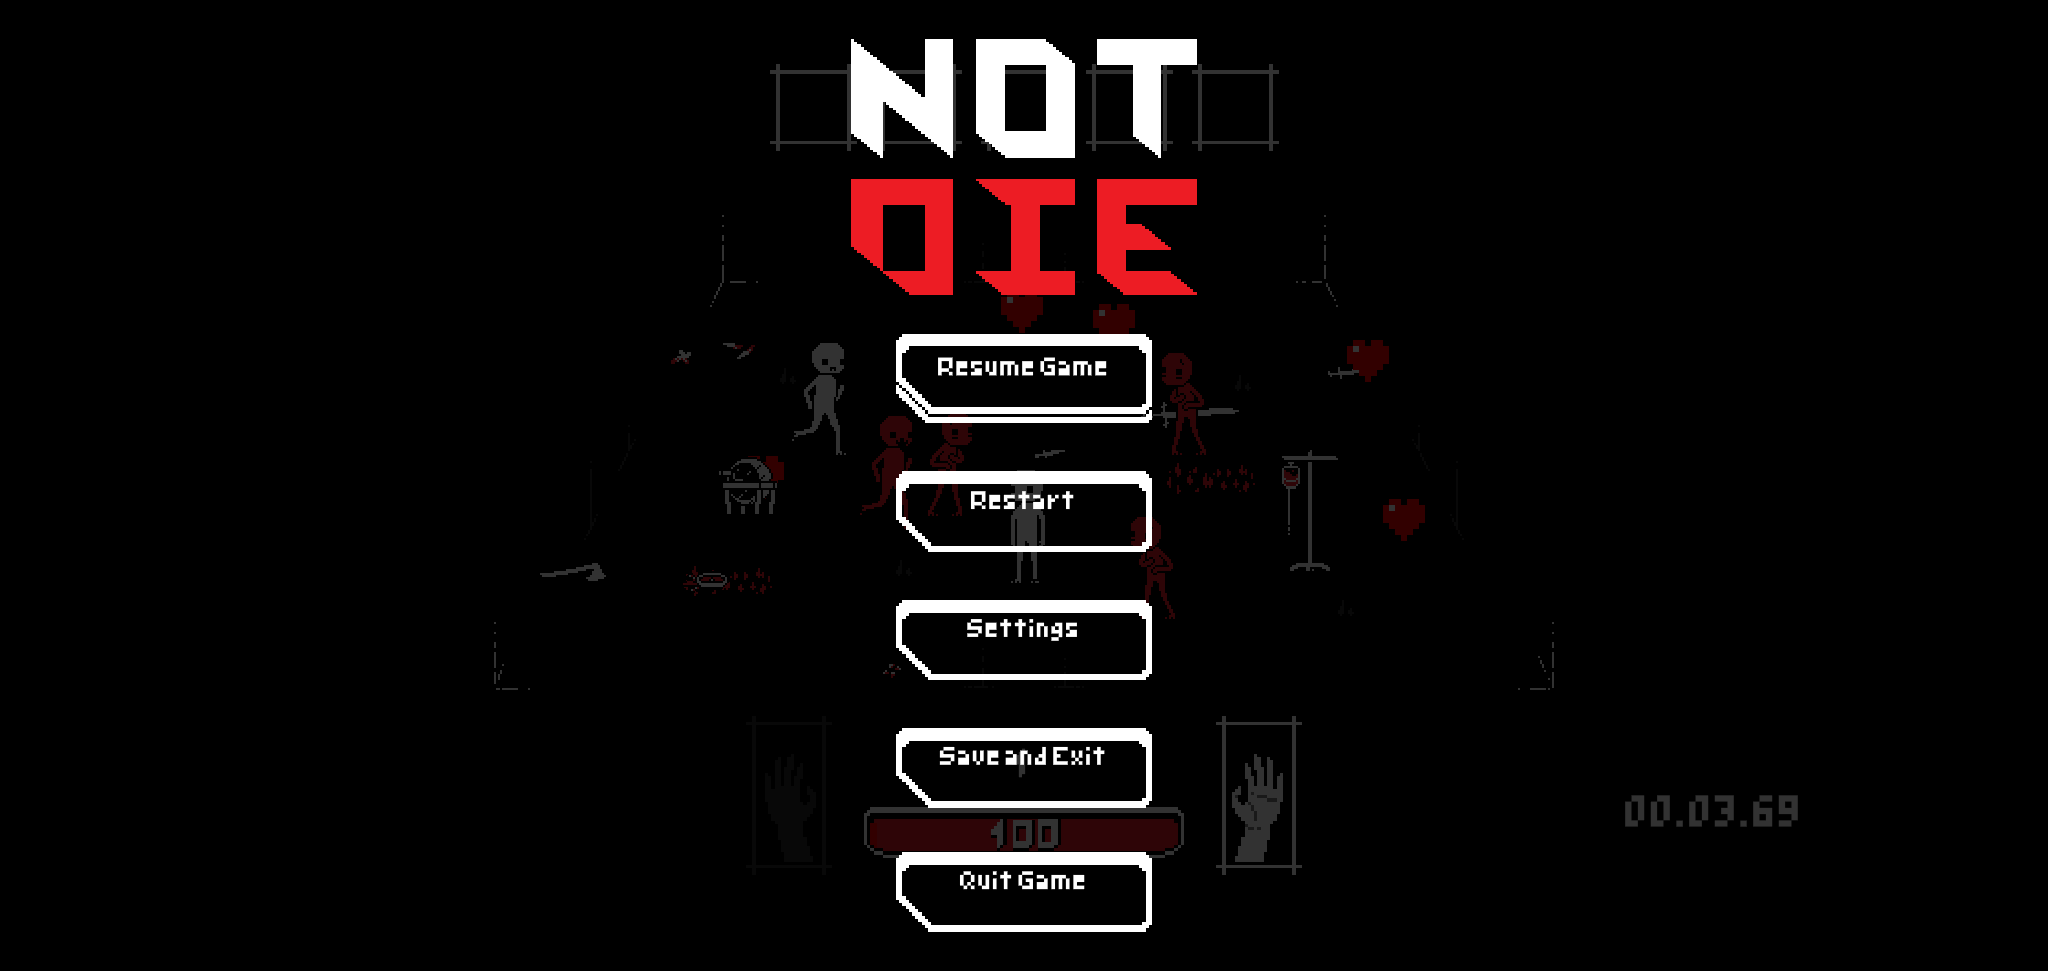 NOT
DIE
Resume Game
Restart
Settings
Save and Exit
00.03.69
100
Quit Game